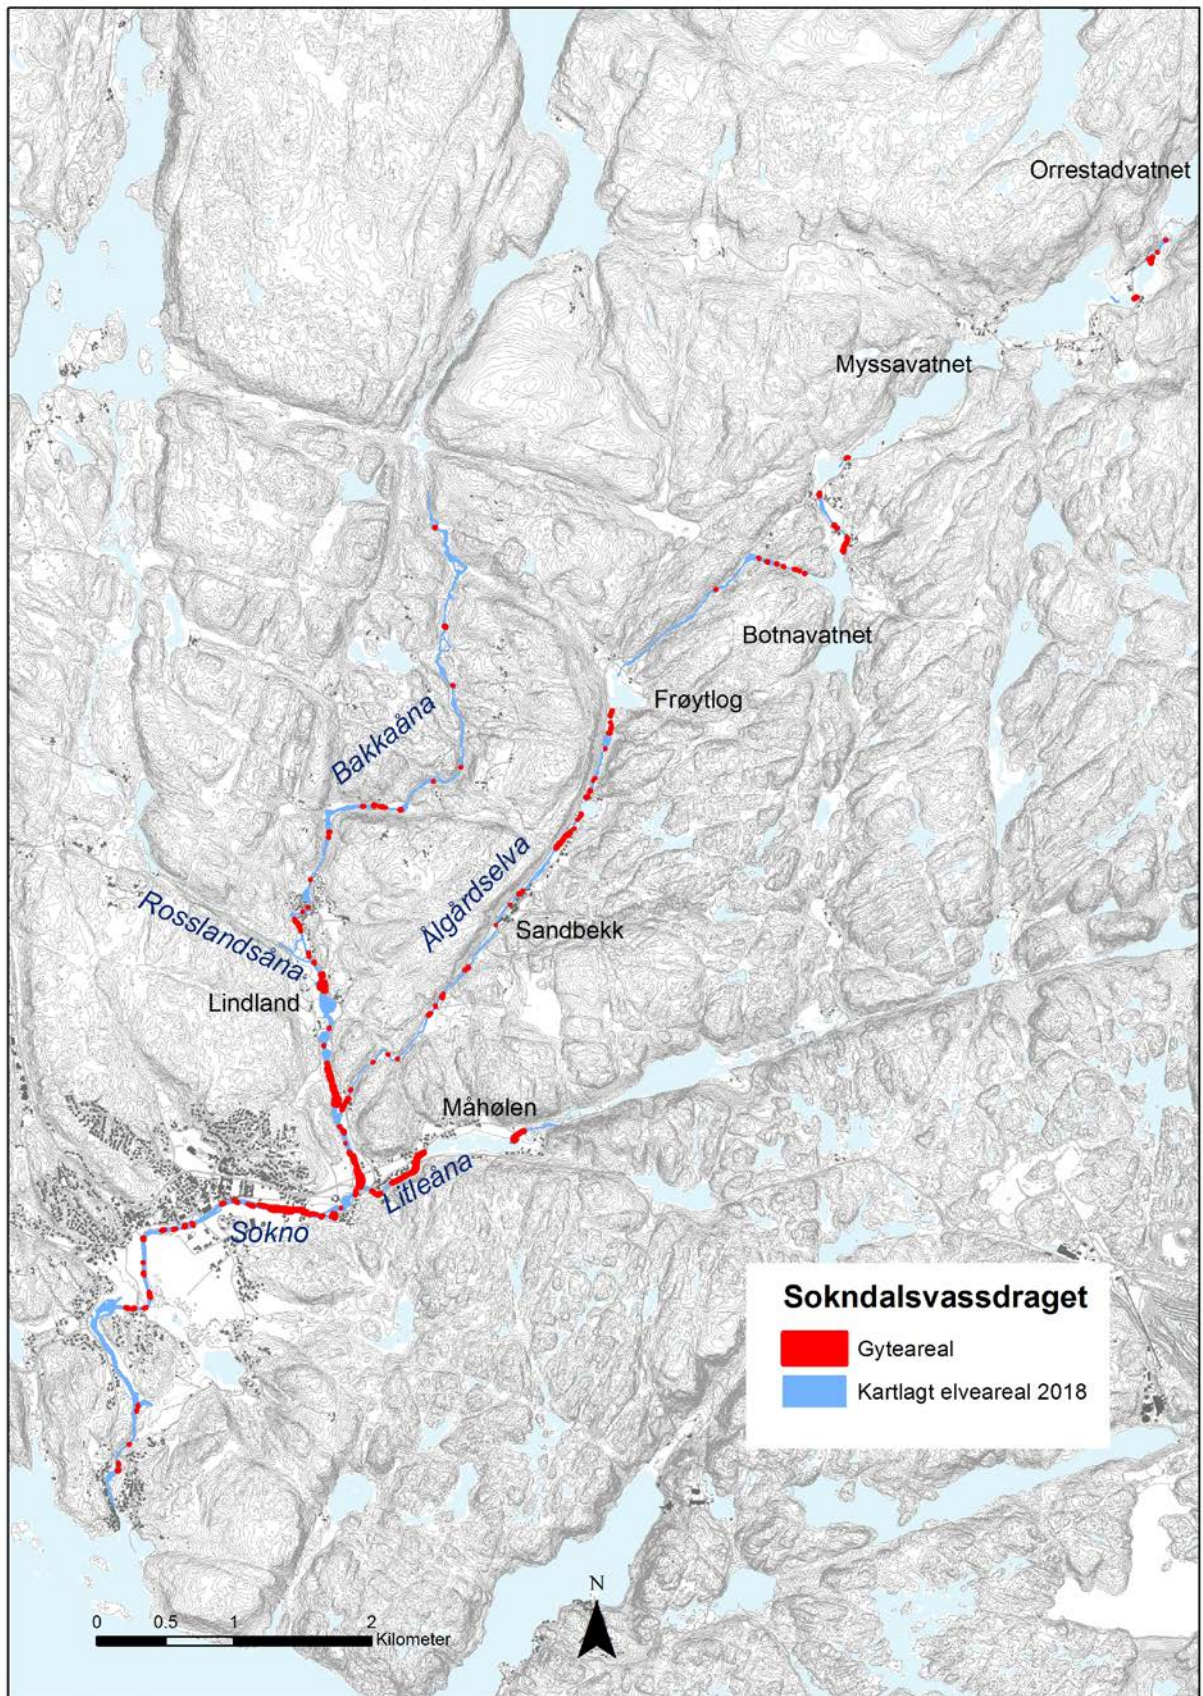 Orrestadvatnet
Myssavatnet
Botnavatnet
Frøytlog
Bakkaåna
Ålgårdselva
Sandbekk
Rosslandsåna
Lindland
Måhølen
Litleåna
Sokno
Sokndalsvassdraget
Gyteareal
Kartlagt elveareal 2018
N
0 0.5 1 2
Kilometer